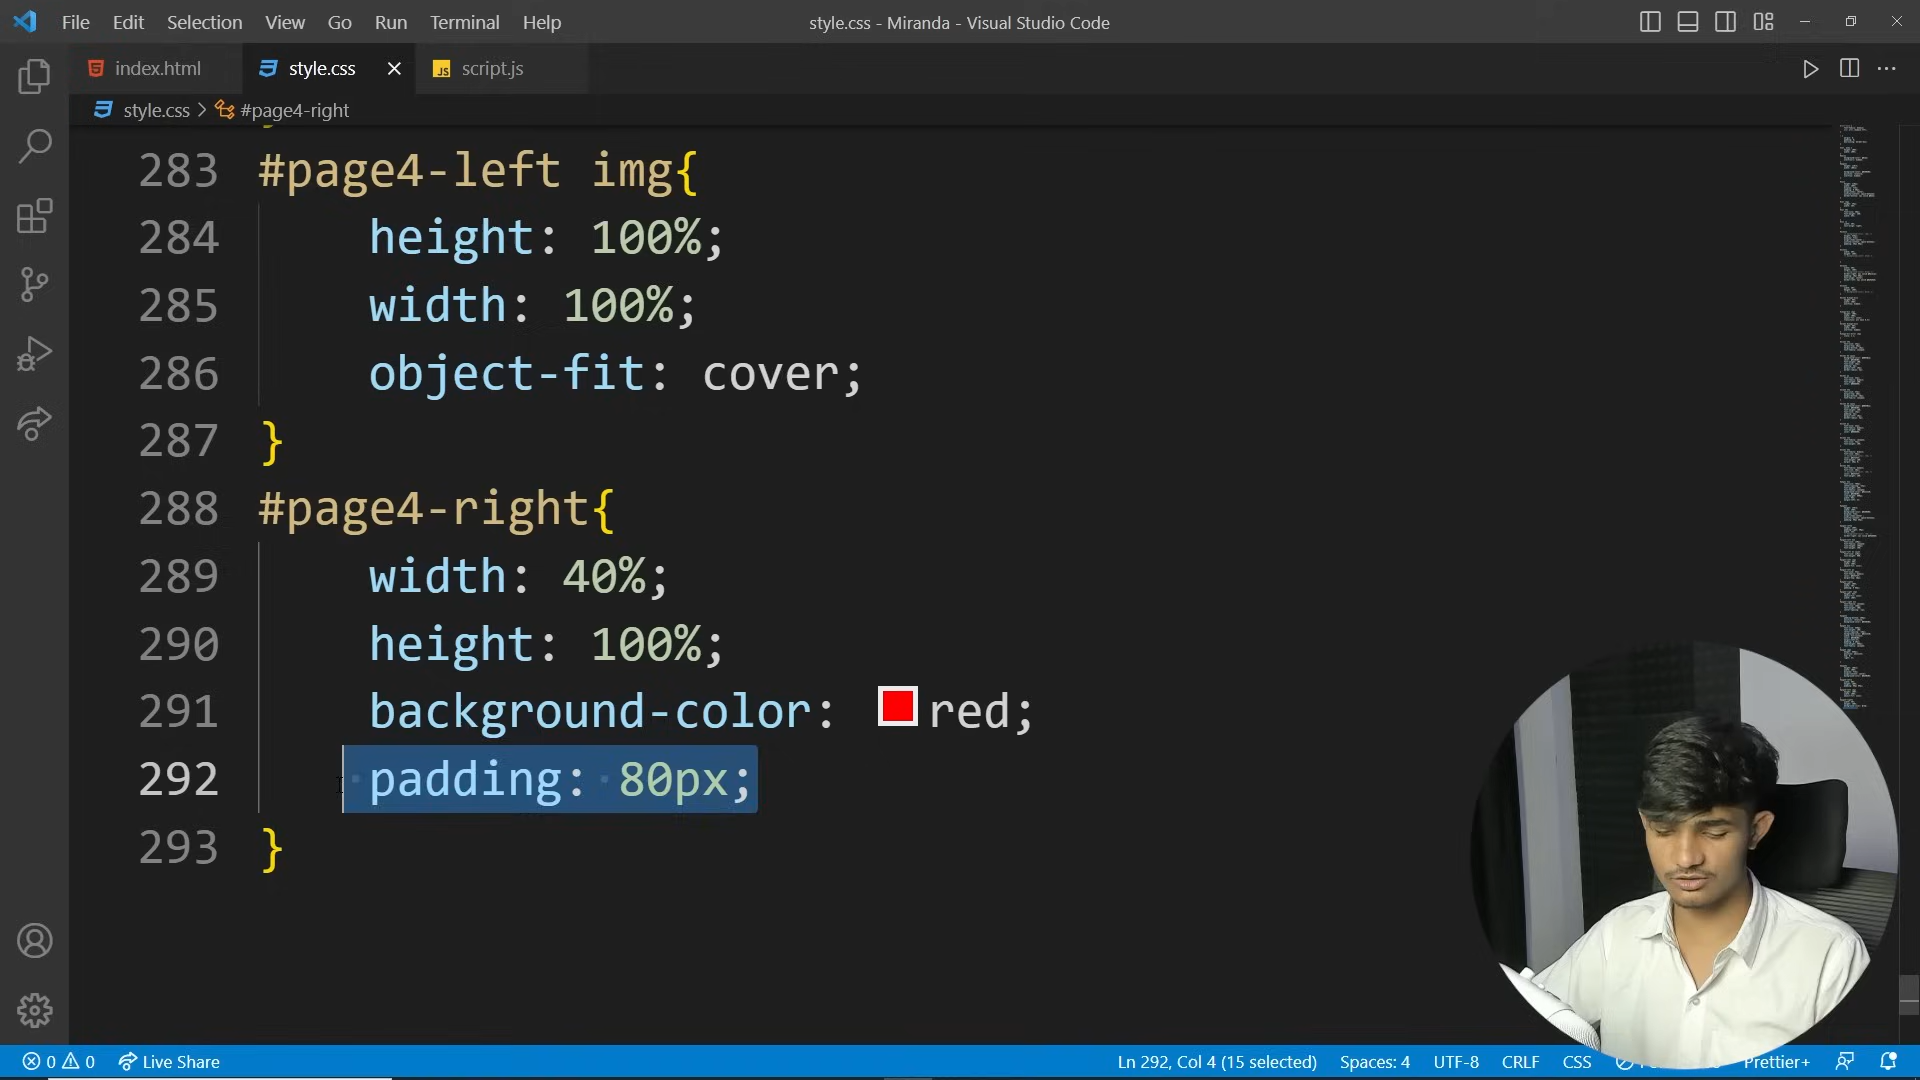 File Edit Selection View Go Run Terminal Help style.css - Miranda - Visual Studio Code
index.html style.css JS script.js
style.css > #page4-right
283 #page4-left img{
284 height: 100%;
285 width: 100%;
286 object-fit: cover;
287 }
288 #page4-right{
289 width: 40%;
290 height: 100%;
291 background-color: red;
292 padding: 80px;
293 }
0 0 Live Share Ln 292, Col 4 (15 selected) Spaces: 4 UTF-8 CRLF CSS Prettier+